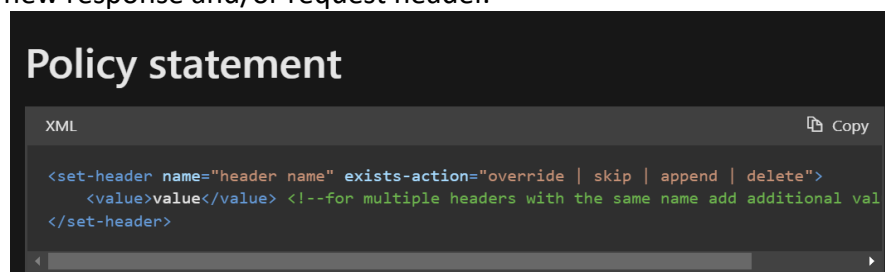 new response and/or request header.
Policy statement
XML Copy
<set-header name="header name" exists-action="override | skip | append | delete">
<value>value</value> <!--for multiple headers with the same name add additional val
</set-header>